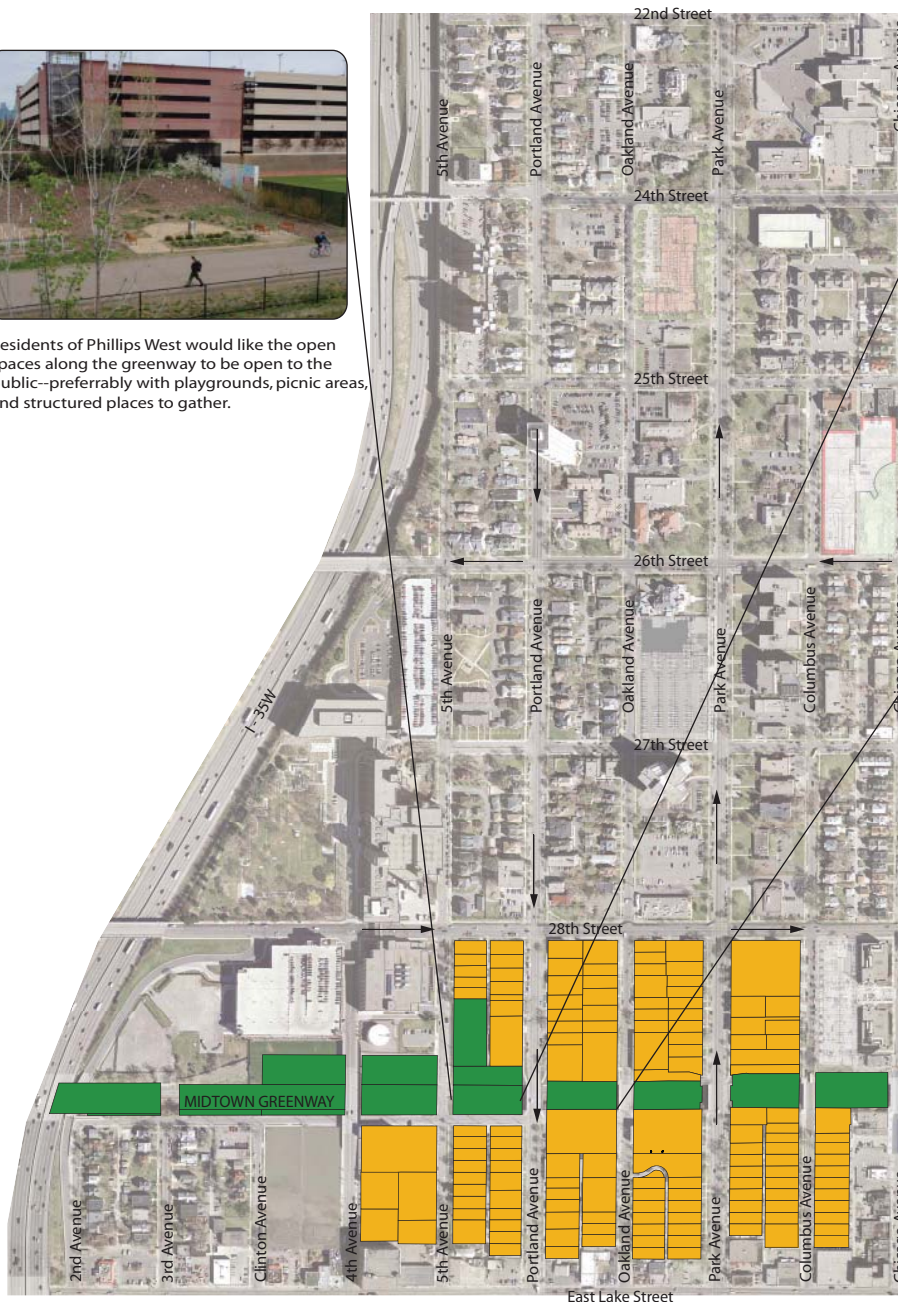 22nd Street
5th Avenue
Portland Avenue
Oakland Avenue
Park Avenue
24th Street
esidents of Phillips West would like the open
paces along the greenway to be open to the
ublic--preferrably with playgrounds, picnic areas,
nd structured places to gather.
25th Street
26th Street
5th Avenue
Portland Avenue
Oakland Avenue
Park Avenue
Columbus Avenue
I - 35W
27th Street
28th Street
MIDTOWN GREENWAY
2nd Avenue
3rd Avenue
Clinton Avenue
4th Avenue
5th Avenue
Portland Avenue
Oakland Avenue
Park Avenue
Columbus Avenue
East Lake Street